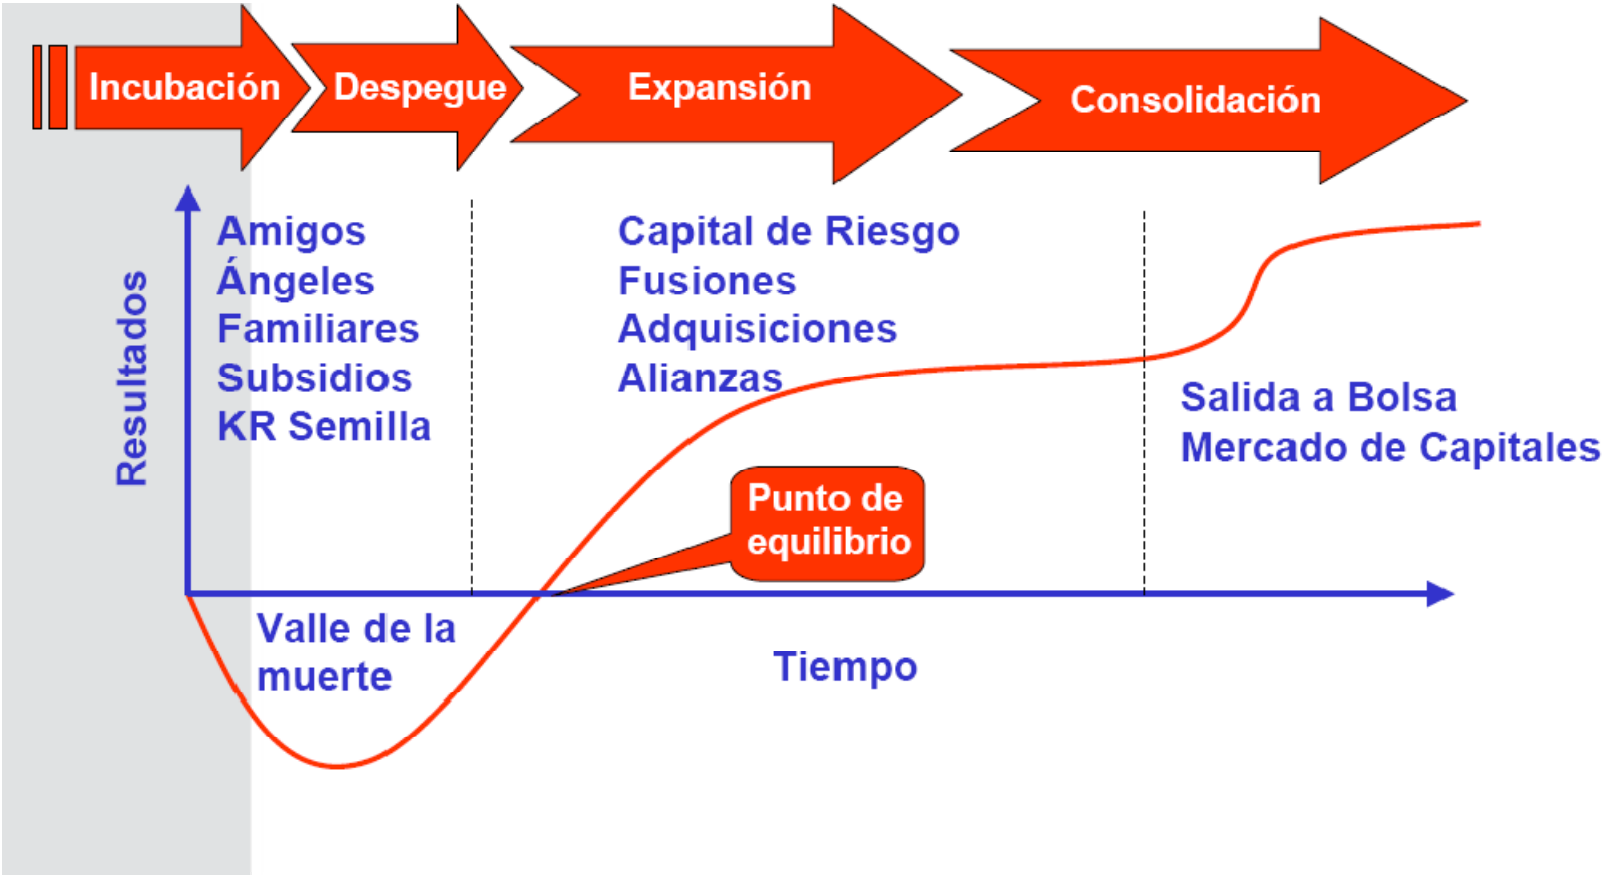 Incubación
Despegue
Expansión
Consolidación
Resultados
Amigos
Ángeles
Familiares
Subsidios
KR Semilla
Capital de Riesgo
Fusiones
Adquisiciones
Alianzas
Salida a Bolsa
Mercado de Capitales
Punto de
equilibrio
Valle de la
muerte
Tiempo